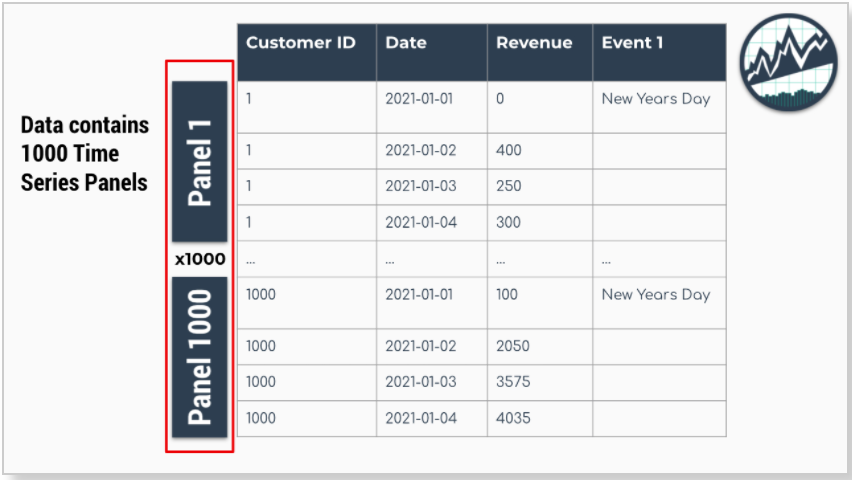 Customer ID Date Revenue Event 1
Data contains
1000 Time
Series Panels
Panel 1
1 2021-01-01 0 New Years Day
1 2021-01-02 400
1 2021-01-03 250
1 2021-01-04 300
x1000
... ... ... ...
Panel 1000
1000 2021-01-01 100 New Years Day
1000 2021-01-02 2050
1000 2021-01-03 3575
1000 2021-01-04 4035